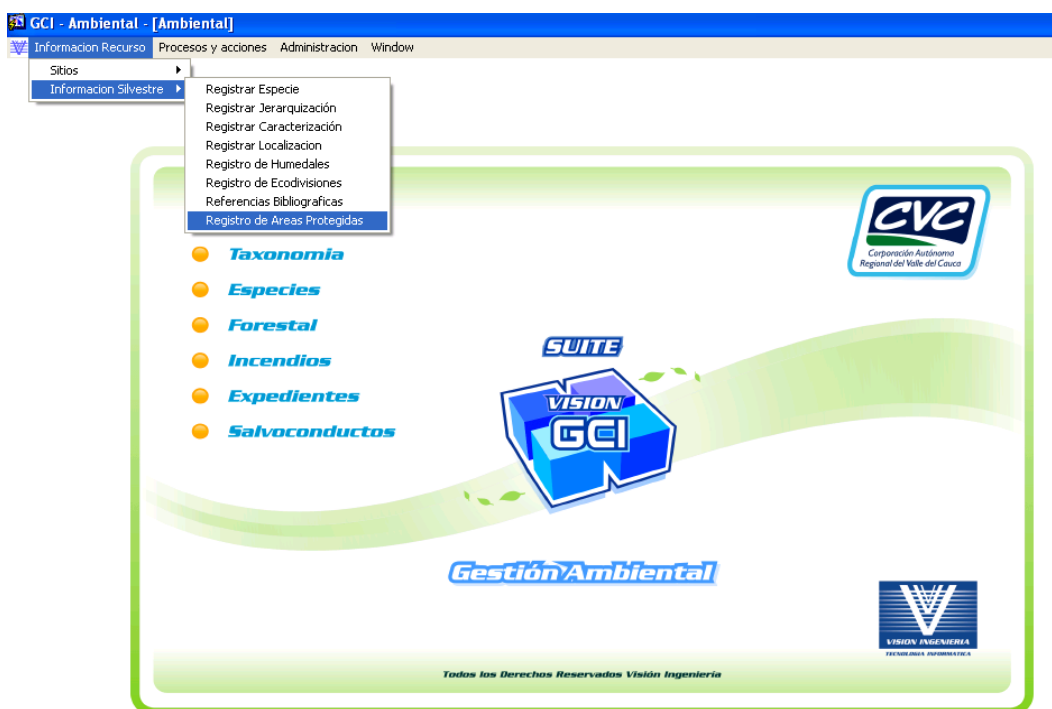 GCI - Ambiental - [Ambiental]
Informacion Recurso Procesos y acciones Administracion Window
Sitios
Informacion Silvestre
Registrar Especie
Registrar Jerarquización
Registrar Caracterización
Registrar Localizacion
Registro de Humedales
Registro de Ecodivisiones
Referencias Bibliograficas
Registro de Areas Protegidas
CVC
Corporación Autónoma
Regional del Valle del Cauca
Taxonomia
Especies
Forestal
Incendios
Expedientes
Salvoconductos
SUITE
VISION
GCI
Gestión Ambiental
VISION INGENIERIA
TECNOLOGIA INFORMATICA
Todos los Derechos Reservados Visión Ingeniería